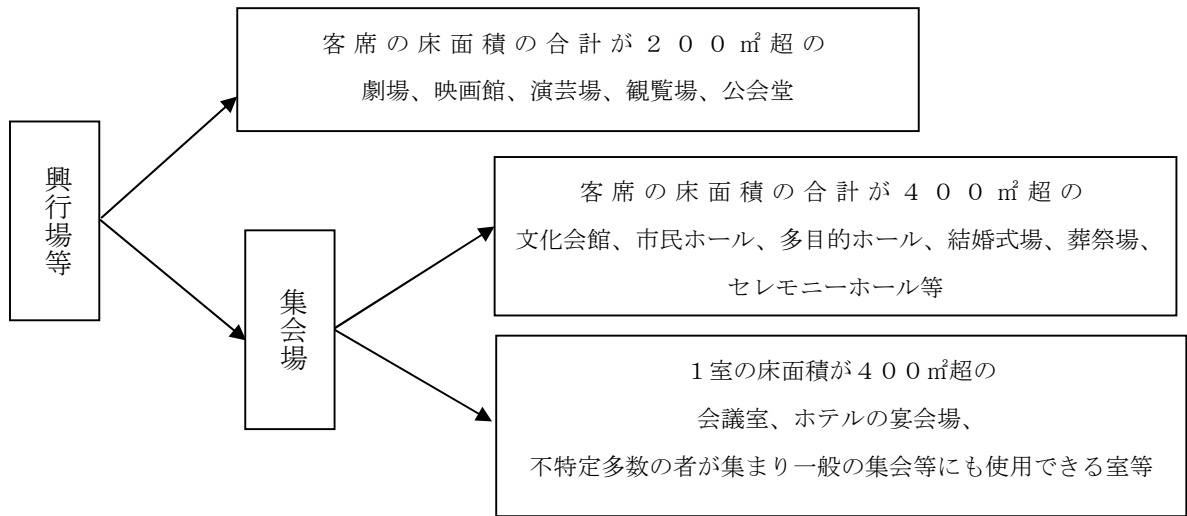 客席の床面積の合計が２００㎡超の
劇場、映画館、演芸場、観覧場、公会堂
興行場等
客席の床面積の合計が４００㎡超の
文化会館、市民ホール、多目的ホール、結婚式場、葬祭場、
セレモニーホール等
集会場
１室の床面積が４００㎡超の
会議室、ホテルの宴会場、
不特定多数の者が集まり一般の集会等にも使用できる室等